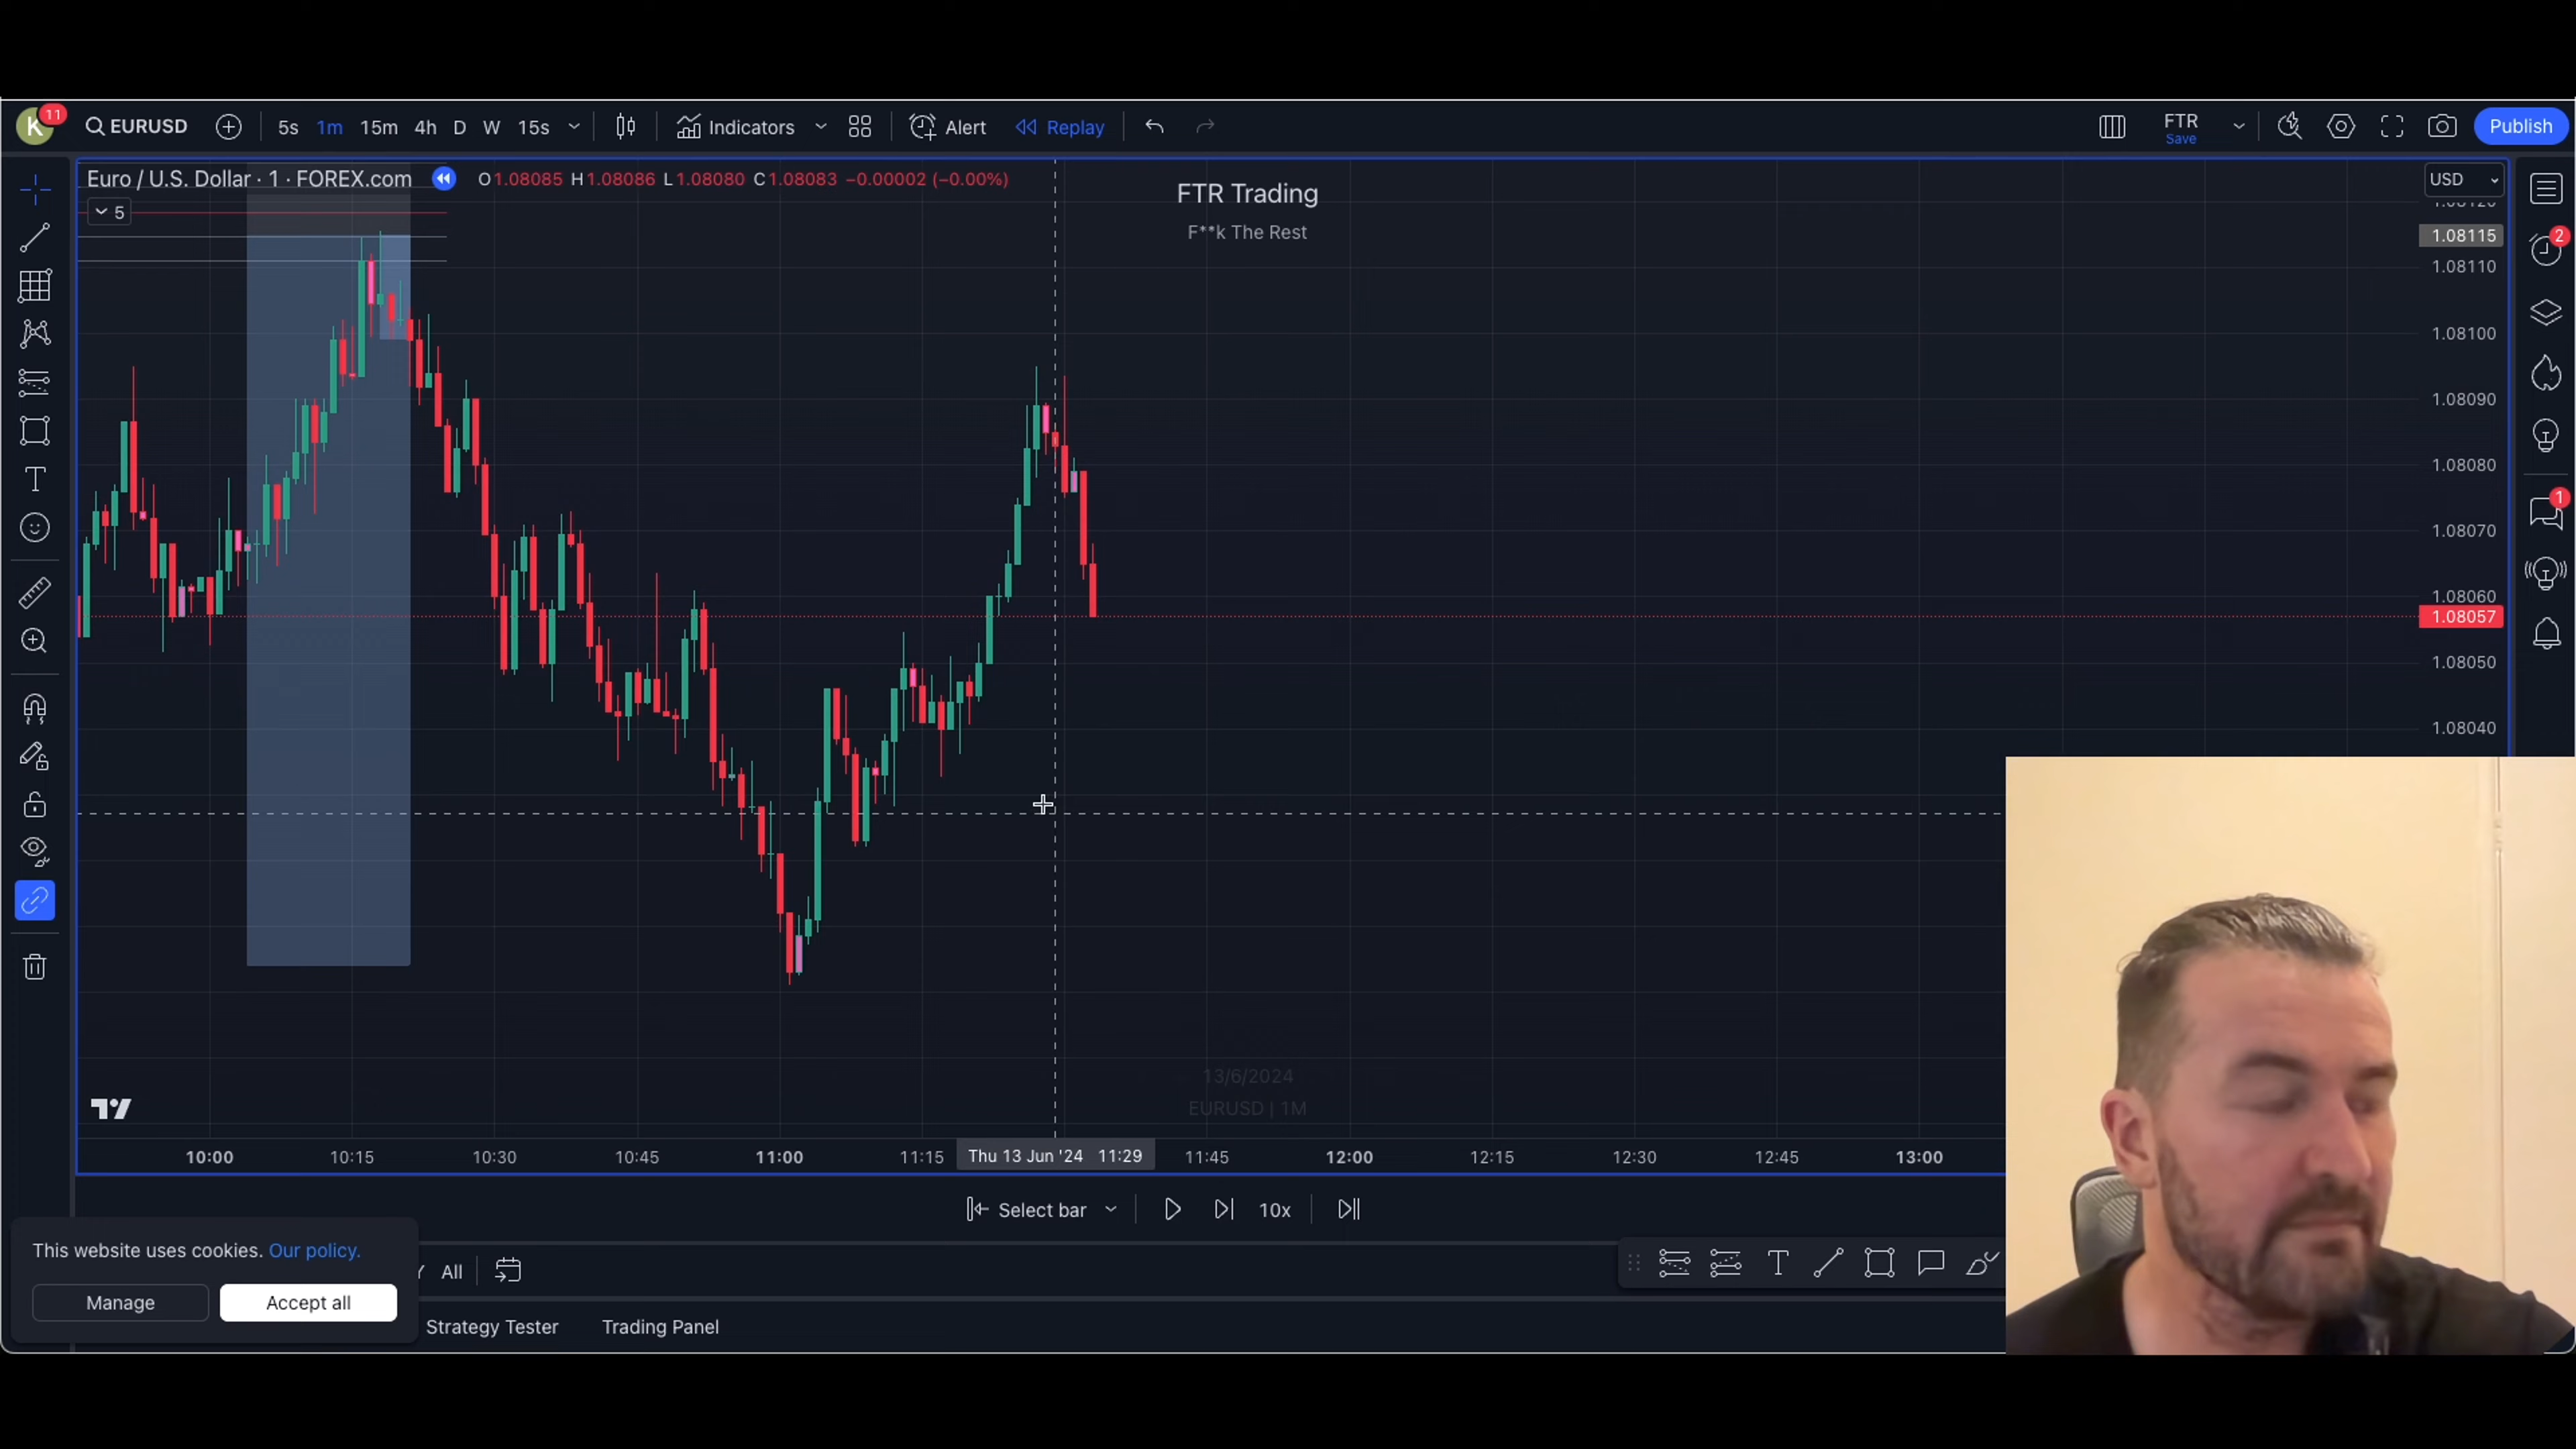 K 11 EURUSD 5s 1m 15m 4h D W 15s Indicators Alert Replay FTR Save Publish
Euro / U.S. Dollar · 1 · FOREX.com O1.08085 H1.08086 L1.08080 C1.08083 −0.00002 (−0.00%)
USD
5
FTR Trading
F**k The Rest
1.08115
2
1.08110
1.08100
1.08090
1.08080
1
1.08070
1.08060
1.08057
1.08050
1.08040
13/6/2024
EURUSD | 1M
10:00 10:15 10:30 10:45 11:00 11:15 Thu 13 Jun '24 11:29 11:45 12:00 12:15 12:30 12:45 13:00
Select bar 10x
This website uses cookies. Our policy.
All
Manage Accept all
Strategy Tester Trading Panel